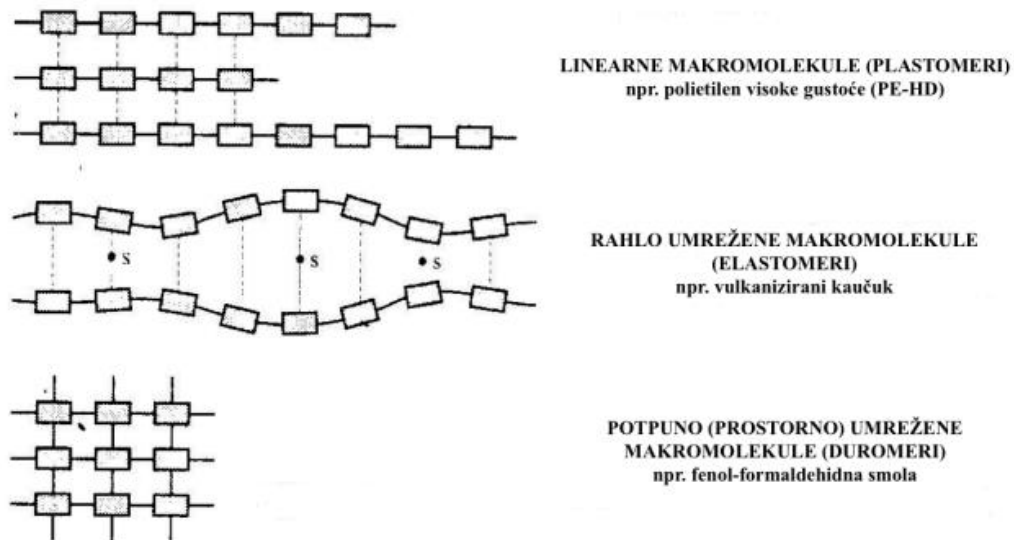 LINEARNE MAKROMOLEKULE (PLASTOMERI)
npr. polietilen visoke gustoće (PE-HD)
S
S
S
RAHLO UMREŽENE MAKROMOLEKULE
(ELASTOMERI)
npr. vulkanizirani kaučuk
POTPUNO (PROSTORNO) UMREŽENE
MAKROMOLEKULE (DUROMERI)
npr. fenol-formaldehidna smola